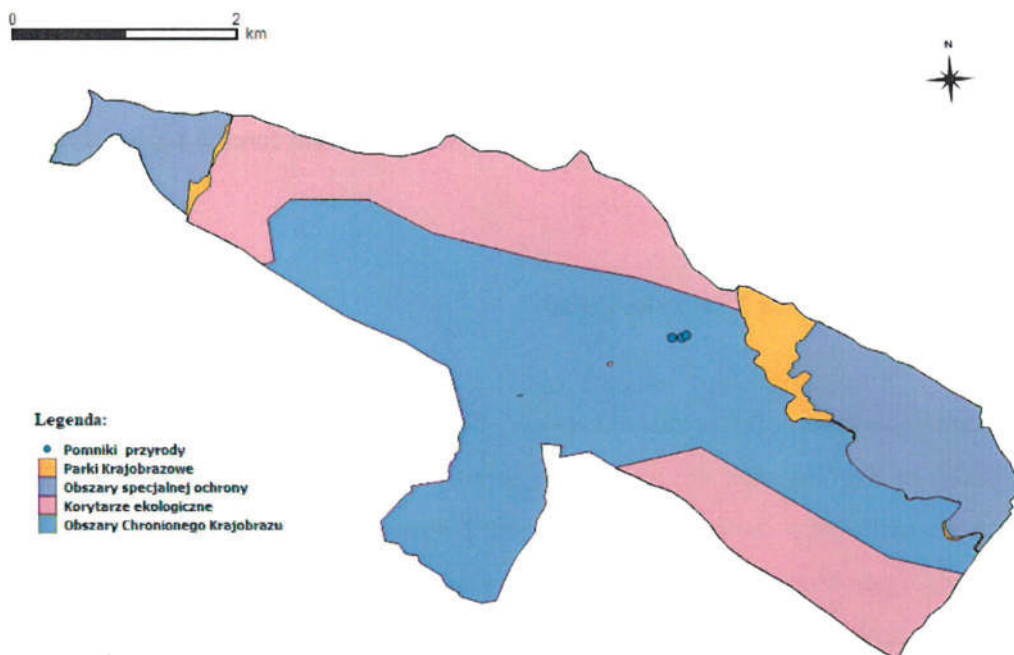 0 2
km
N
Legenda:
Pomniki przyrody
Parki Krajobrazowe
Obszary specjalnej ochrony
Korytarze ekologiczne
Obszary Chronionego Krajobrazu